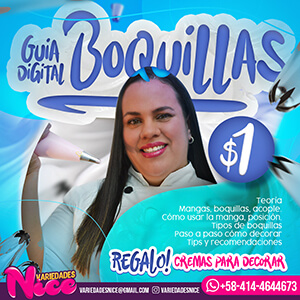 GUIA
DiGiTAL
BOQUiLLAS
$1
Teoría
Mangas, boquillas, acople.
Cómo usar la manga, posición.
Tipos de boquillas
Paso a paso cómo decorar
Tips y recomendaciones
REGALO! CREMAS PARA DECORAR
VARIEDADES
Nice
VARIEDADESNICE@GMAIL.COM
VARIEDADESNICE
+58-414-4644673